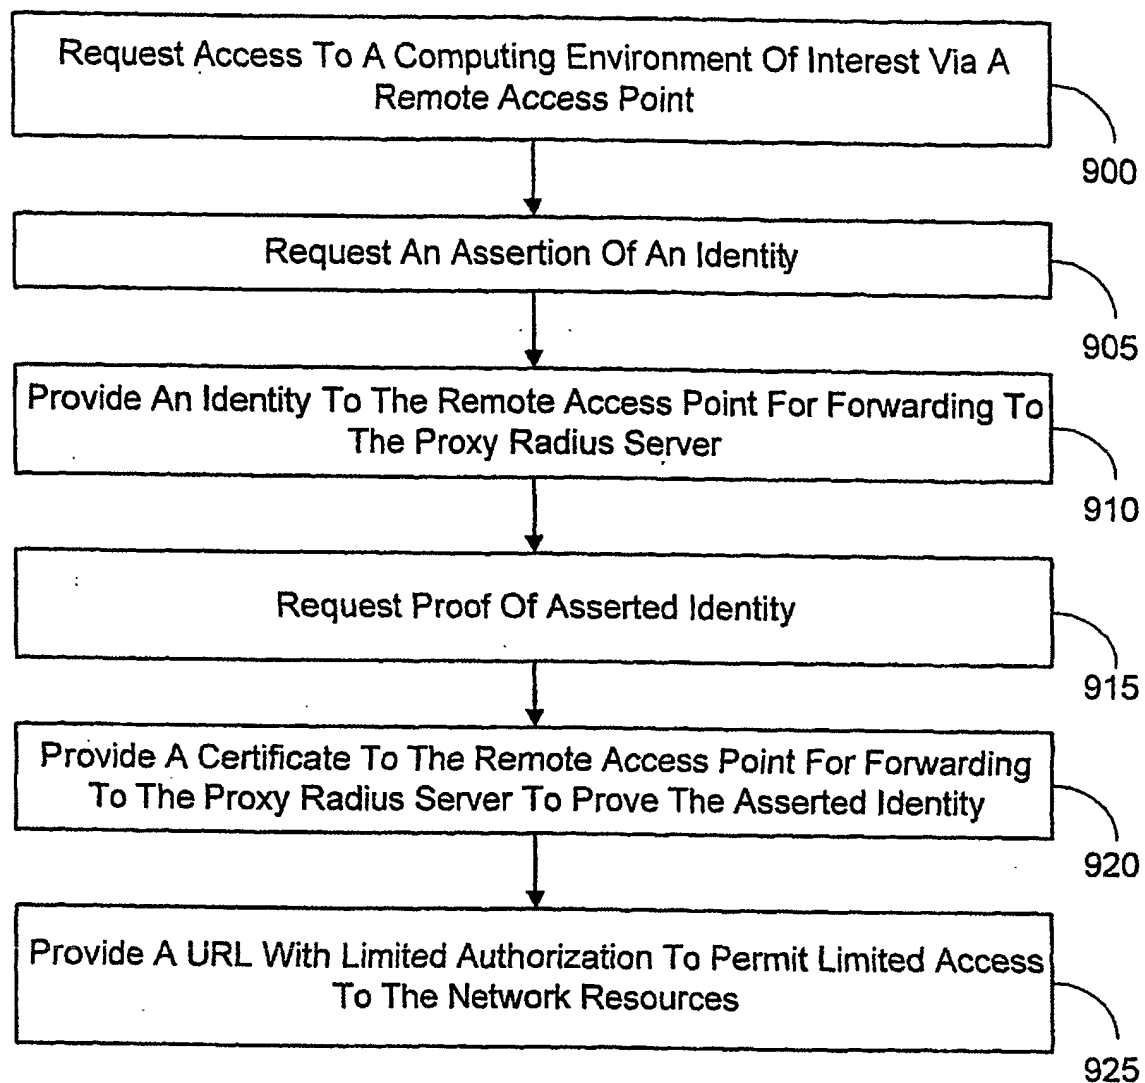 Request Access To A Computing Environment Of Interest Via A
Remote Access Point
900
Request An Assertion Of An Identity
905
Provide An Identity To The Remote Access Point For Forwarding To
The Proxy Radius Server
910
Request Proof Of Asserted Identity
915
Provide A Certificate To The Remote Access Point For Forwarding
To The Proxy Radius Server To Prove The Asserted Identity
920
Provide A URL With Limited Authorization To Permit Limited Access
To The Network Resources
925